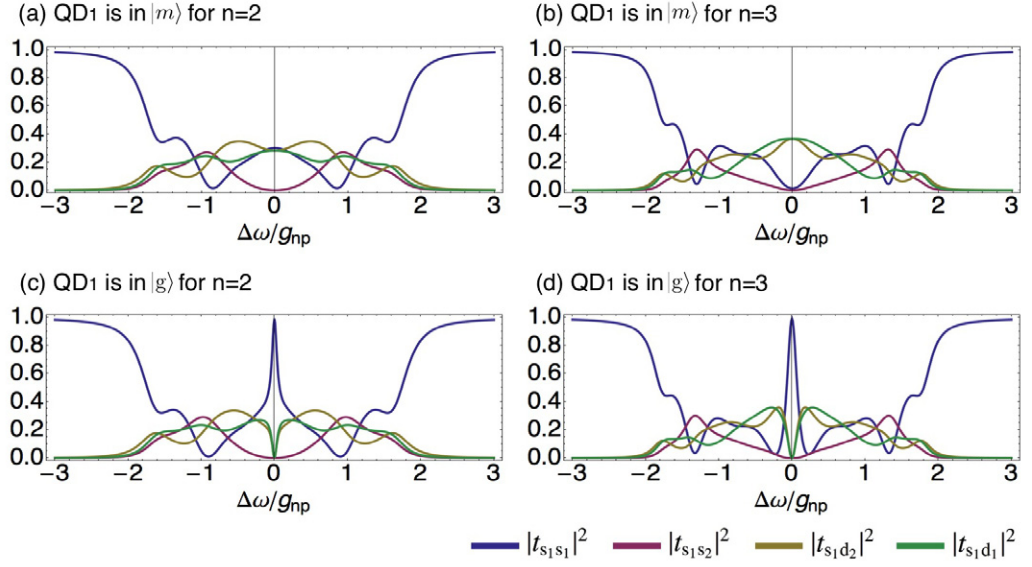 (a) QD1 is in |m⟩ for n=2
(b) QD1 is in |m⟩ for n=3
1.0
0.8
0.6
0.4
0.2
0.0
−3 −2 −1 0 1 2 3
Δω/gnp
1.0
0.8
0.6
0.4
0.2
0.0
−3 −2 −1 0 1 2 3
Δω/gnp
(c) QD1 is in |g⟩ for n=2
(d) QD1 is in |g⟩ for n=3
1.0
0.8
0.6
0.4
0.2
0.0
−3 −2 −1 0 1 2 3
Δω/gnp
1.0
0.8
0.6
0.4
0.2
0.0
−3 −2 −1 0 1 2 3
Δω/gnp
|ts1s1|² |ts1s2|² |ts1d2|² |ts1d1|²